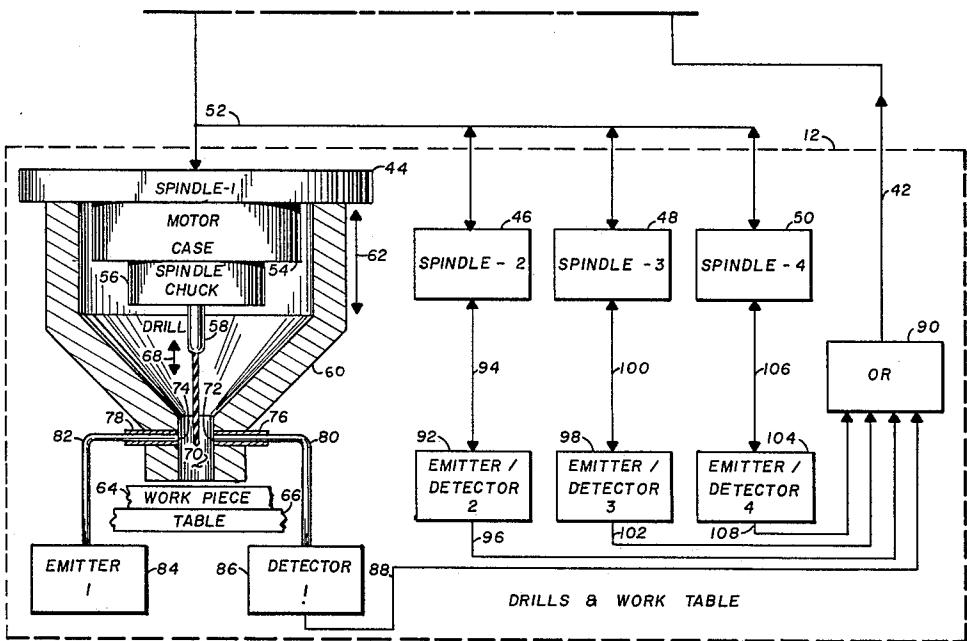 52
12
44
SPINDLE-1
MOTOR
CASE
54
56
SPINDLE
CHUCK
62
DRILL
58
68
60
74
72
78
76
82
80
70
64
WORK PIECE
66
TABLE
EMITTER
1
84
86
DETECTOR
1
88
46
SPINDLE - 2
48
SPINDLE -3
50
SPINDLE -4
42
90
OR
94
100
106
92
EMITTER /
DETECTOR
2
98
EMITTER /
DETECTOR
3
104
EMITTER /
DETECTOR
4
96
102
108
DRILLS & WORK TABLE